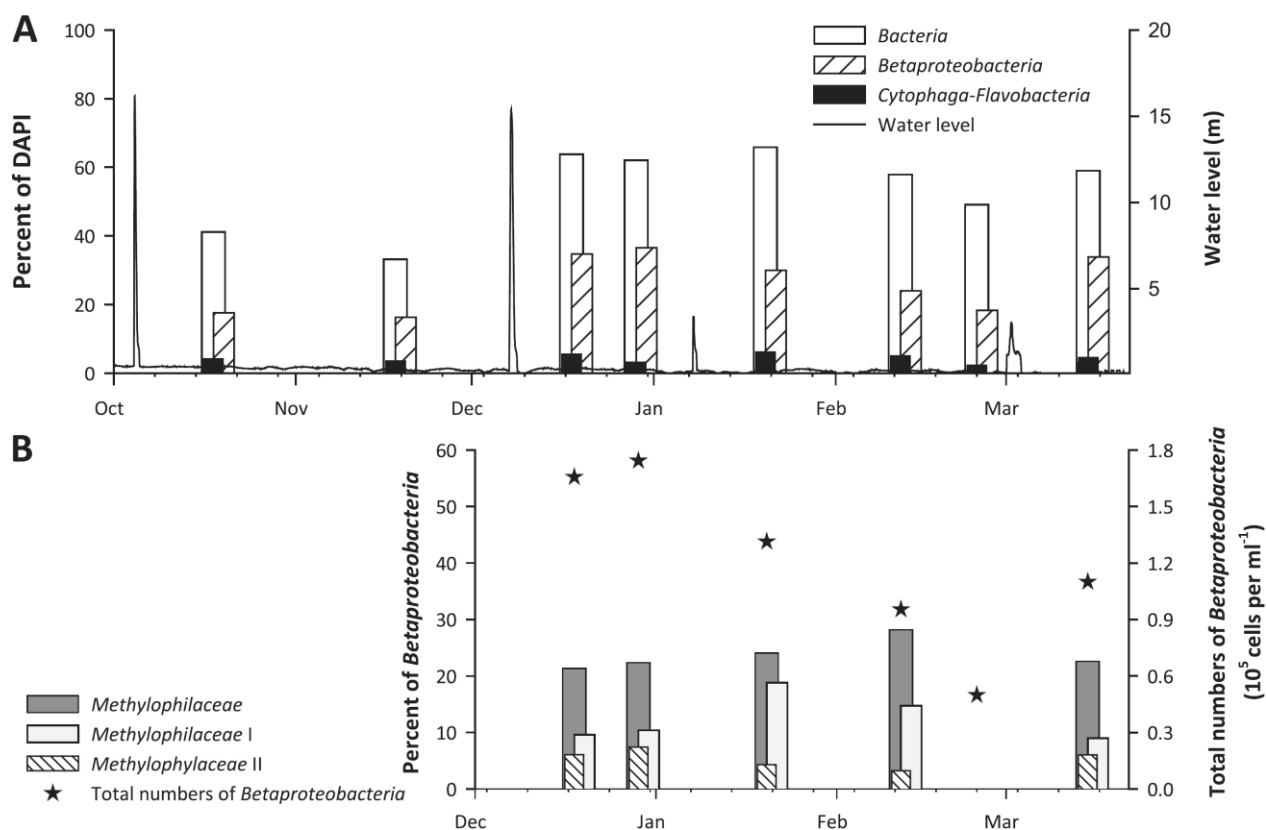 A
100
80
60
40
20
0
Percent of DAPI
Bacteria
Betaproteobacteria
Cytophaga-Flavobacteria
Water level
20
15
10
5
Water level (m)
Oct Nov Dec Jan Feb Mar
B
60
50
40
30
20
10
0
Percent of Betaproteobacteria
1.8
1.5
1.2
0.9
0.6
0.3
0.0
Total numbers of Betaproteobacteria
(10⁵ cells per ml⁻¹)
Methylophilaceae
Methylophilaceae I
Methylophylaceae II
Total numbers of Betaproteobacteria
Dec Jan Feb Mar